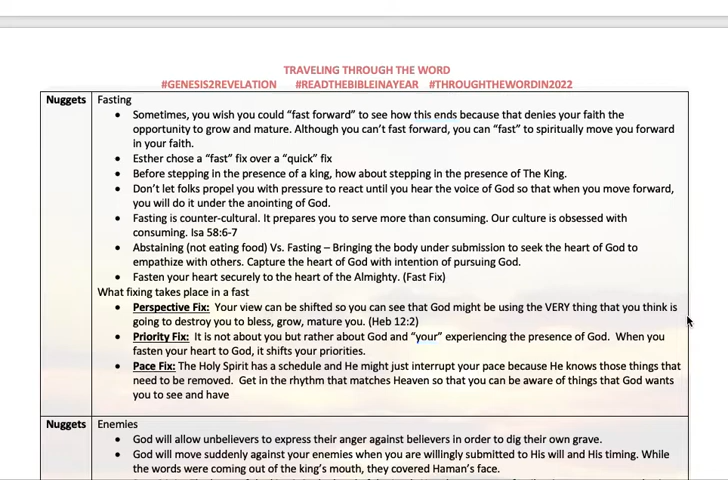 TRAVELING THROUGH THE WORD
#GENESIS2REVELATION #READTHEBIBLEINAYEAR #THROUGHTHEWORDIN2022
Nuggets Fasting
• Sometimes, you wish you could “fast forward” to see how this ends because that denies your faith the
opportunity to grow and mature. Although you can’t fast forward, you can “fast” to spiritually move you forward
in your faith.
• Esther chose a “fast” fix over a “quick” fix
• Before stepping in the presence of a king, how about stepping in the presence of The King.
• Don’t let folks propel you with pressure to react until you hear the voice of God so that when you move forward,
you will do it under the anointing of God.
• Fasting is counter-cultural. It prepares you to serve more than consuming. Our culture is obsessed with
consuming. Isa 58:6-7
• Abstaining (not eating food) Vs. Fasting – Bringing the body under submission to seek the heart of God to
empathize with others. Capture the heart of God with intention of pursuing God.
• Fasten your heart securely to the heart of the Almighty. (Fast Fix)
What fixing takes place in a fast
• Perspective Fix: Your view can be shifted so you can see that God might be using the VERY thing that you think is
going to destroy you to bless, grow, mature you. (Heb 12:2)
• Priority Fix: It is not about you but rather about God and “your” experiencing the presence of God. When you
fasten your heart to God, it shifts your priorities.
• Pace Fix: The Holy Spirit has a schedule and He might just interrupt your pace because He knows those things that
need to be removed. Get in the rhythm that matches Heaven so that you can be aware of things that God wants
you to see and have
Nuggets Enemies
• God will allow unbelievers to express their anger against believers in order to dig their own grave.
• God will move suddenly against your enemies when you are willingly submitted to His will and His timing. While
the words were coming out of the king’s mouth, they covered Haman’s face.